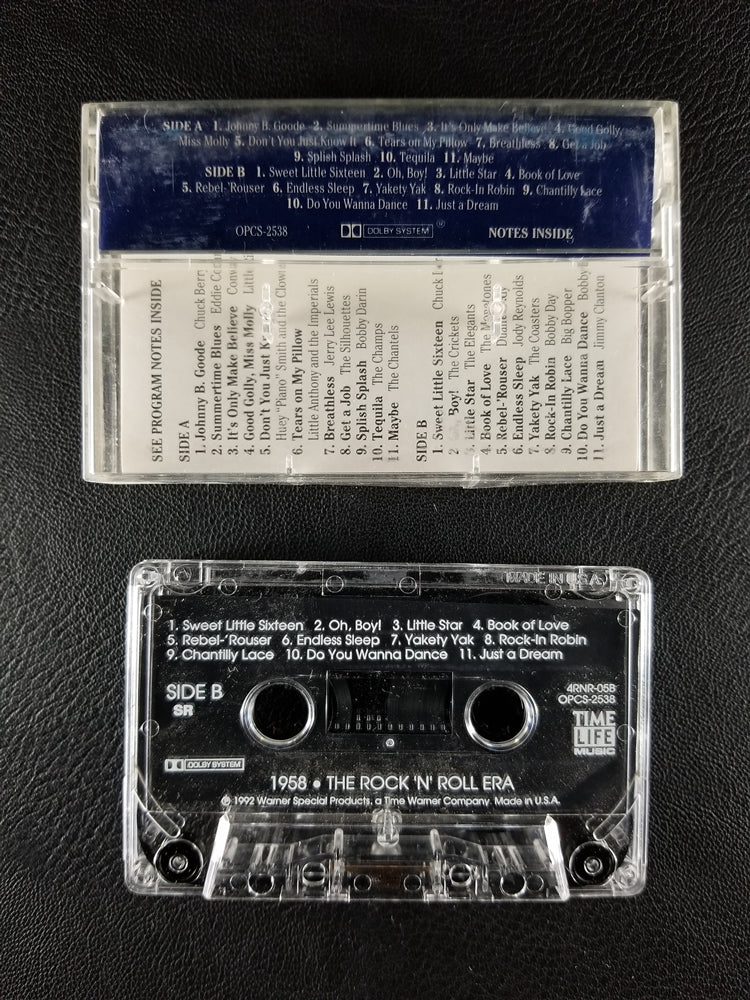 SIDE A 1. Johnny B. Goode 2. Summertime Blues 3. It's Only Make Believe 4. Good Golly,
Miss Molly 5. Don't You Just Know It 6. Tears on My Pillow 7. Breathless 8. Get a Job
9. Splish Splash 10. Tequila 11. Maybe
SIDE B 1. Sweet Little Sixteen 2. Oh, Boy! 3. Little Star 4. Book of Love
5. Rebel-'Rouser 6. Endless Sleep 7. Yakety Yak 8. Rock-In Robin 9. Chantilly Lace
10. Do You Wanna Dance 11. Just a Dream
OPCS-2538 DOLBY SYSTEM ® NOTES INSIDE
SEE PROGRAM NOTES INSIDE
SIDE A
1. Johnny B. Goode Chuck Berry
2. Summertime Blues Eddie
3. It's Only Make Believe
4. Good Golly, Miss Molly Little
5. Don't You Just
Huey "Piano" Smith and the
6. Tears on My Pillow
Little Anthony and the Imperials
7. Breathless Jerry Lee Lewis
8. Get a Job The Silhouettes
9. Splish Splash Bobby Darin
10. Tequila The Champs
11. Maybe The Chantels
SIDE B
1. Sweet Little Sixteen Chuck
2. Boy! The Crickets
3. Little Star The Elegants
4. Book of Love The
5. Rebel-'Rouser
6. Endless Sleep Jody Reynolds
7. Yakety Yak The Coasters
8. Rock-In Robin Bobby Day
9. Chantilly Lace Big Bopper
10. Do You Wanna Dance Bobby
11. Just a Dream Jimmy Clanton
MADE IN U.S.A.
1. Sweet Little Sixteen 2. Oh, Boy! 3. Little Star 4. Book of Love
5. Rebel-'Rouser 6. Endless Sleep 7. Yakety Yak 8. Rock-In Robin
9. Chantilly Lace 10. Do You Wanna Dance 11. Just a Dream
SIDE B
SR
4RNR-05B
OPCS-2538
TIME
LIFE
MUSIC
DOLBY SYSTEM
1958 • THE ROCK 'N' ROLL ERA
℗ 1992 Warner Special Products, a Time Warner Company. Made in U.S.A.